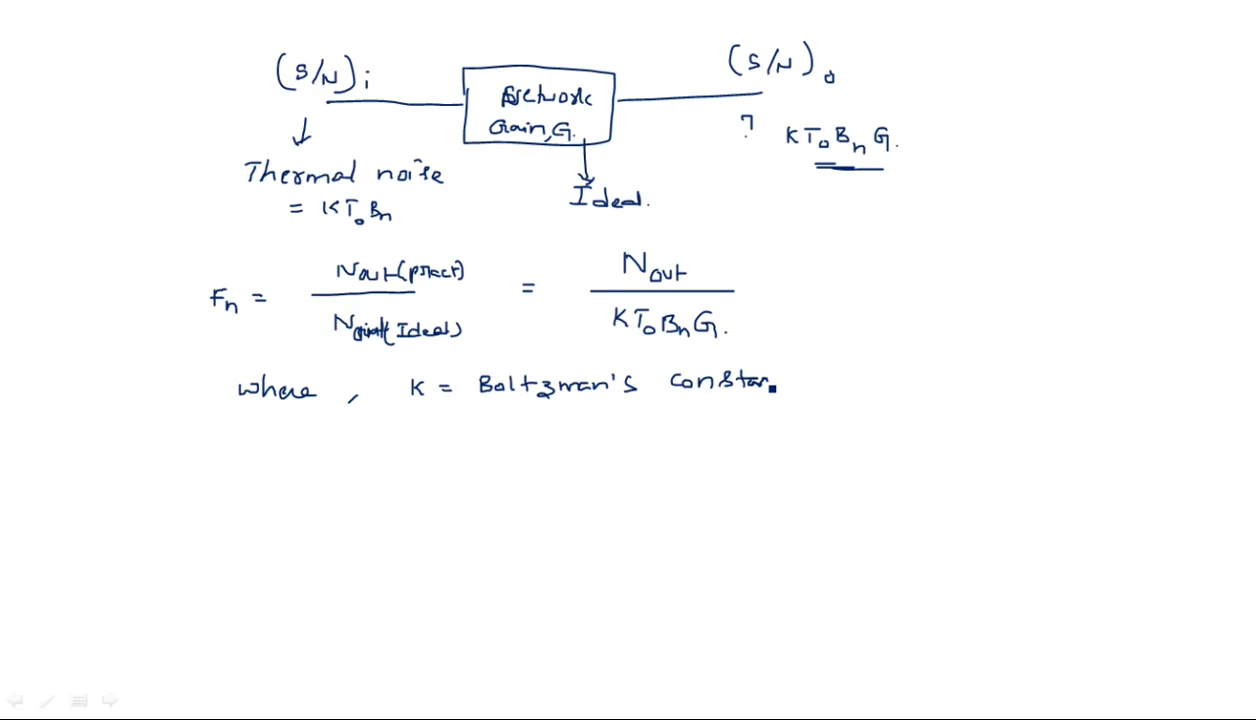 (S/N)i
(S/N)o
Network
Gain, G.
?
KToBnG.
Thermal noise
= KToBn
Ideal.
Fn = Nout(pract) / N(Ideal) = Nout / KToBnG.
where, K = Boltzman's constan